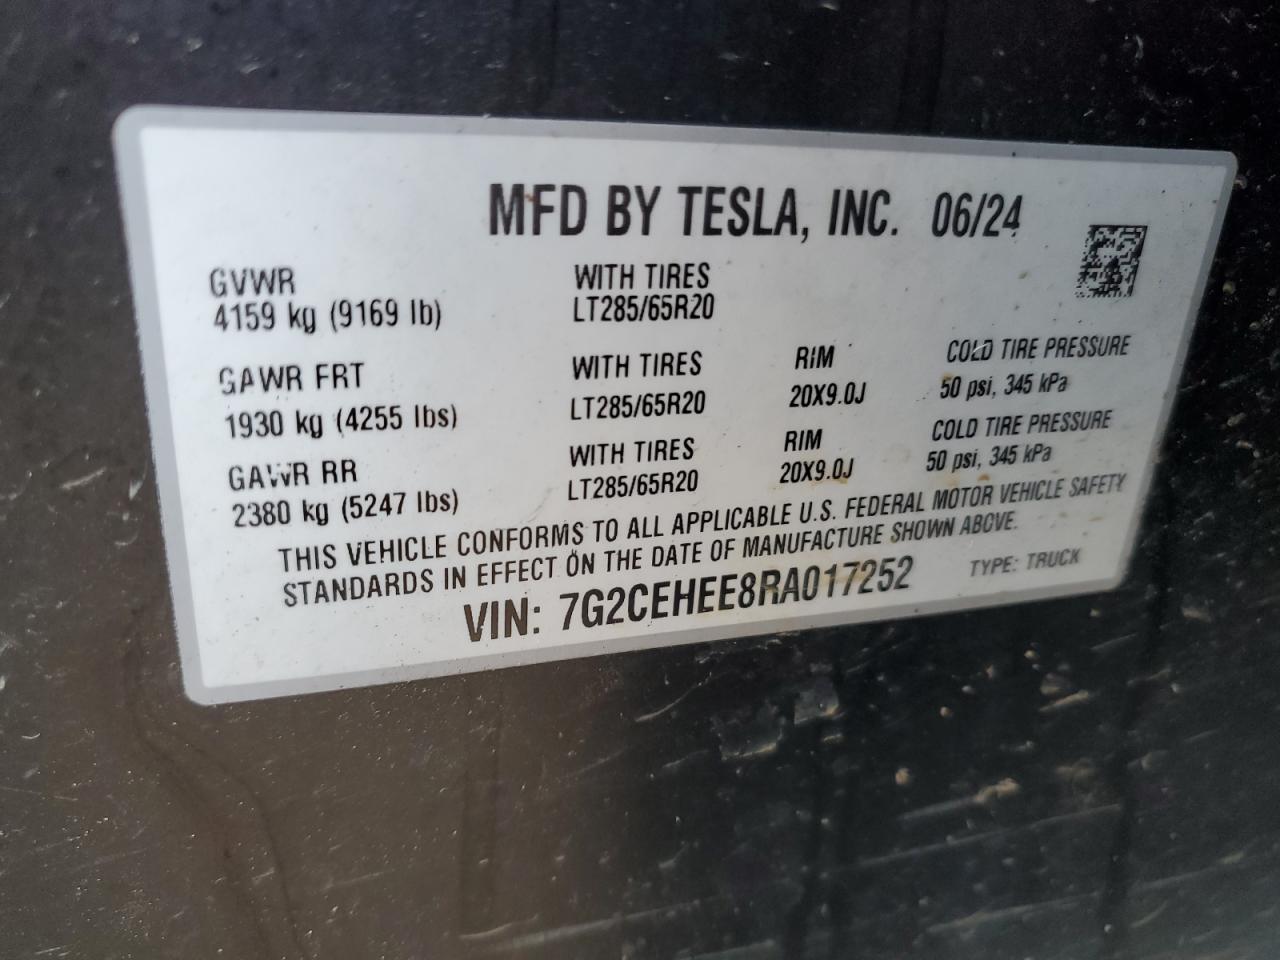 MFD BY TESLA, INC. 06/24
GVWR WITH TIRES
4159 kg (9169 lb) LT285/65R20
GAWR FRT WITH TIRES RIM COLD TIRE PRESSURE
1930 kg (4255 lbs) LT285/65R20 20X9.0J 50 psi, 345 kPa
GAWR RR WITH TIRES RIM COLD TIRE PRESSURE
2380 kg (5247 lbs) LT285/65R20 20X9.0J 50 psi, 345 kPa
THIS VEHICLE CONFORMS TO ALL APPLICABLE U.S. FEDERAL MOTOR VEHICLE SAFETY
STANDARDS IN EFFECT ON THE DATE OF MANUFACTURE SHOWN ABOVE.
VIN: 7G2CEHEE8RA017252 TYPE: TRUCK